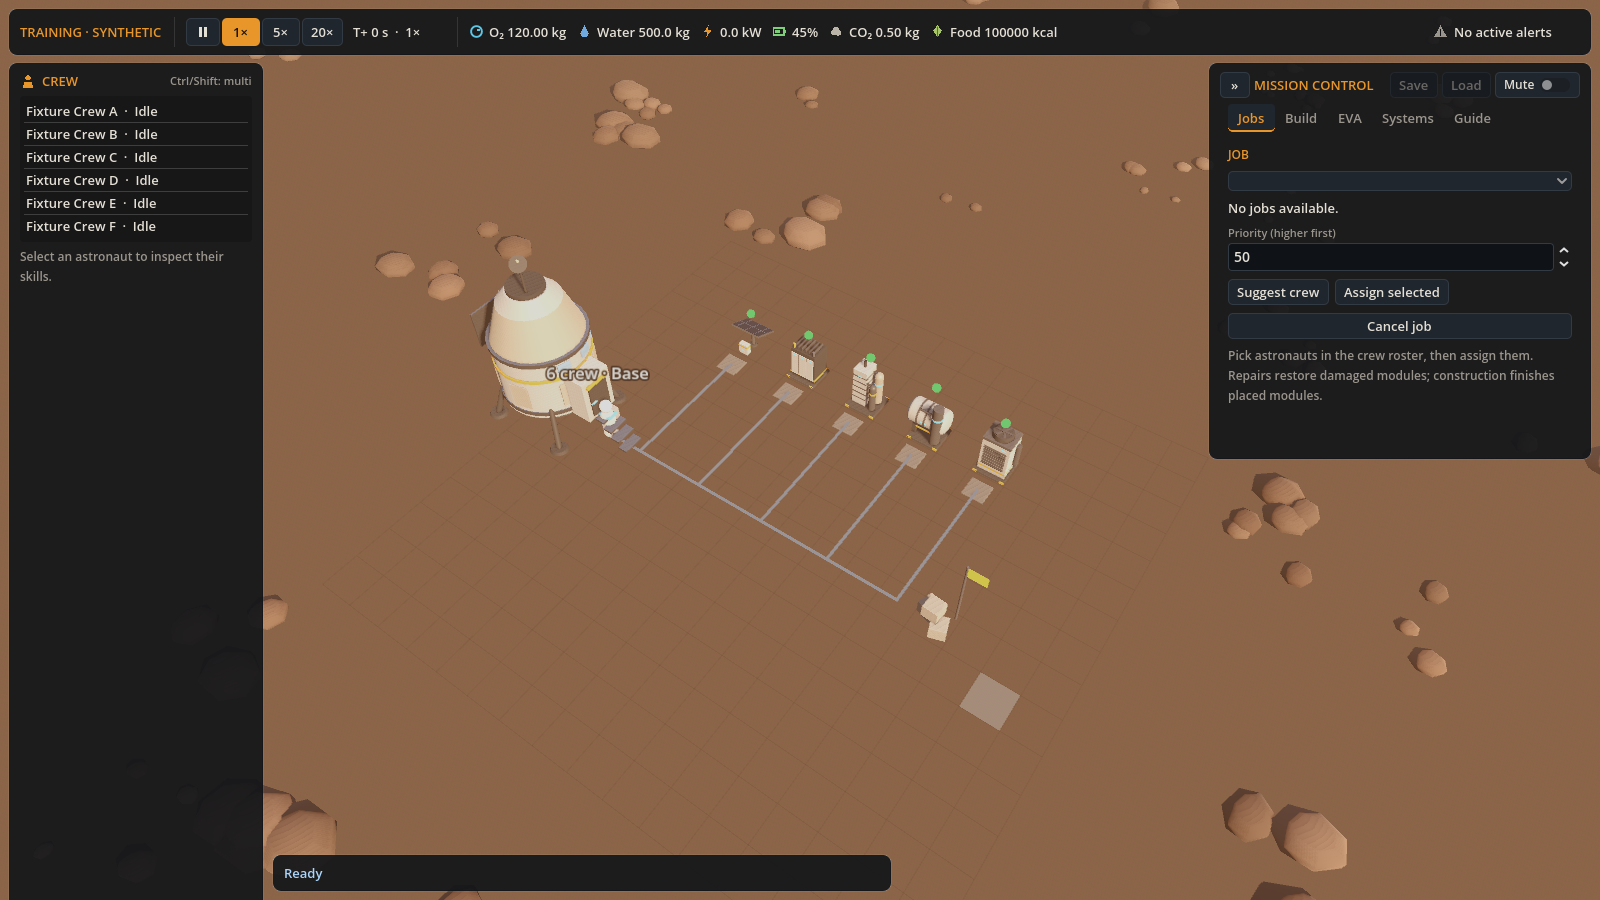 TRAINING · SYNTHETIC
1×
5×
20×
T+ 0 s · 1×
O₂ 120.00 kg
Water 500.0 kg
0.0 kW
45%
CO₂ 0.50 kg
Food 100000 kcal
No active alerts
CREW
Ctrl/Shift: multi
Fixture Crew A · Idle
Fixture Crew B · Idle
Fixture Crew C · Idle
Fixture Crew D · Idle
Fixture Crew E · Idle
Fixture Crew F · Idle
Select an astronaut to inspect their
skills.
6 crew · Base
» MISSION CONTROL
Save
Load
Mute
Jobs
Build
EVA
Systems
Guide
JOB
No jobs available.
Priority (higher first)
50
Suggest crew
Assign selected
Cancel job
Pick astronauts in the crew roster, then assign them.
Repairs restore damaged modules; construction finishes
placed modules.
Ready